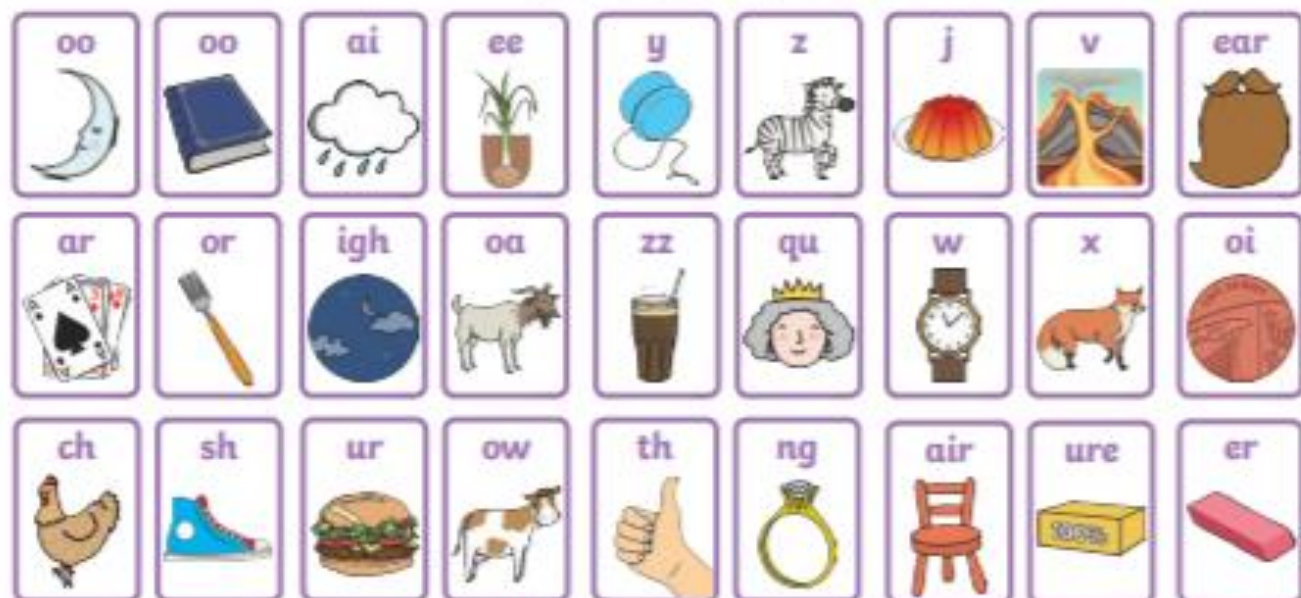 oo oo ai ee y z j v ear
ar or igh oa zz qu w x oi
ch sh ur ow th ng air ure er
100%